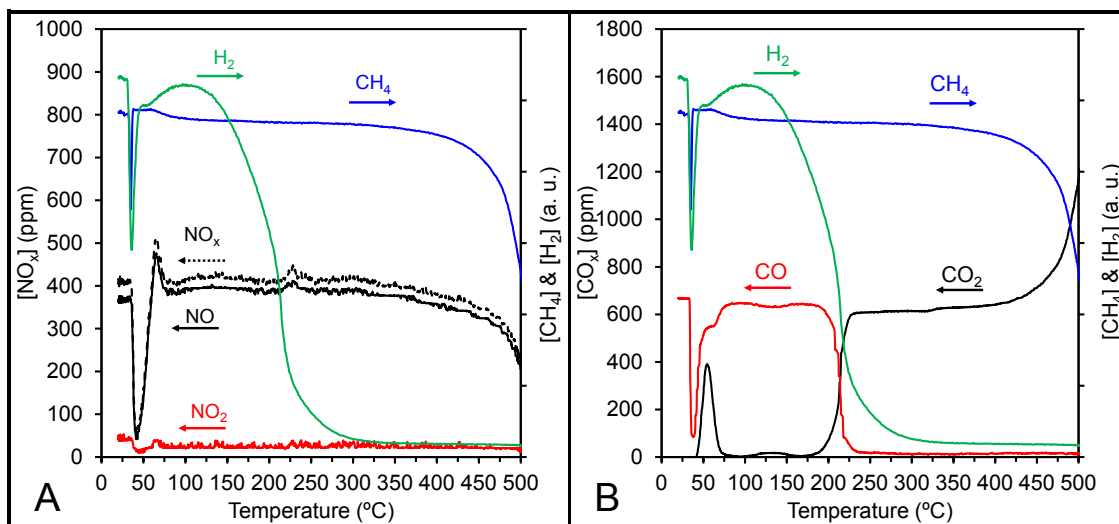 1000
900
800
700
600
500
400
300
200
100
0
[NOx] (ppm)
H2
CH4
NOx
NO
NO2
A
0 50 100 150 200 250 300 350 400 450 500
Temperature (ºC)
[CH4] & [H2] (a. u.)
1800
1600
1400
1200
1000
800
600
400
200
0
[COx] (ppm)
H2
CH4
CO
CO2
B
0 50 100 150 200 250 300 350 400 450 500
Temperature (ºC)
[CH4] & [H2] (a. u.)